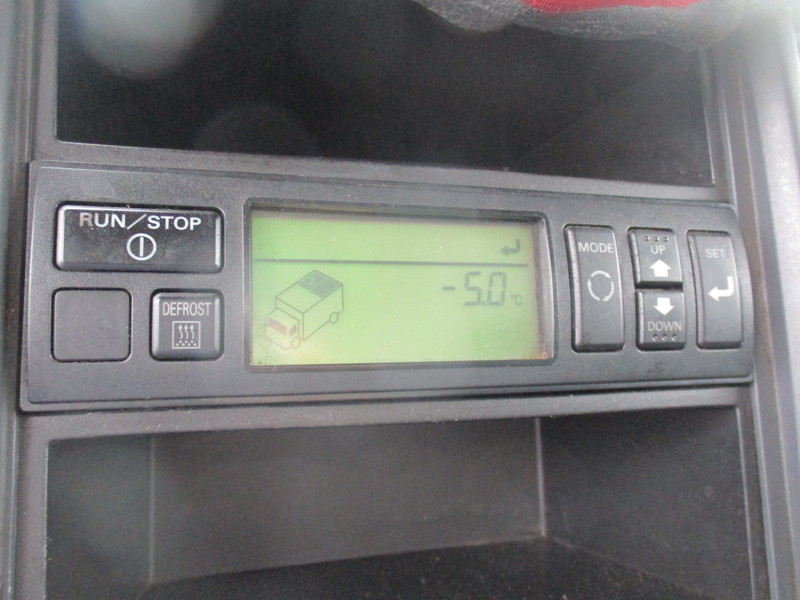 RUN/STOP
DEFROST
-5.0 °C
MODE
UP
DOWN
SET